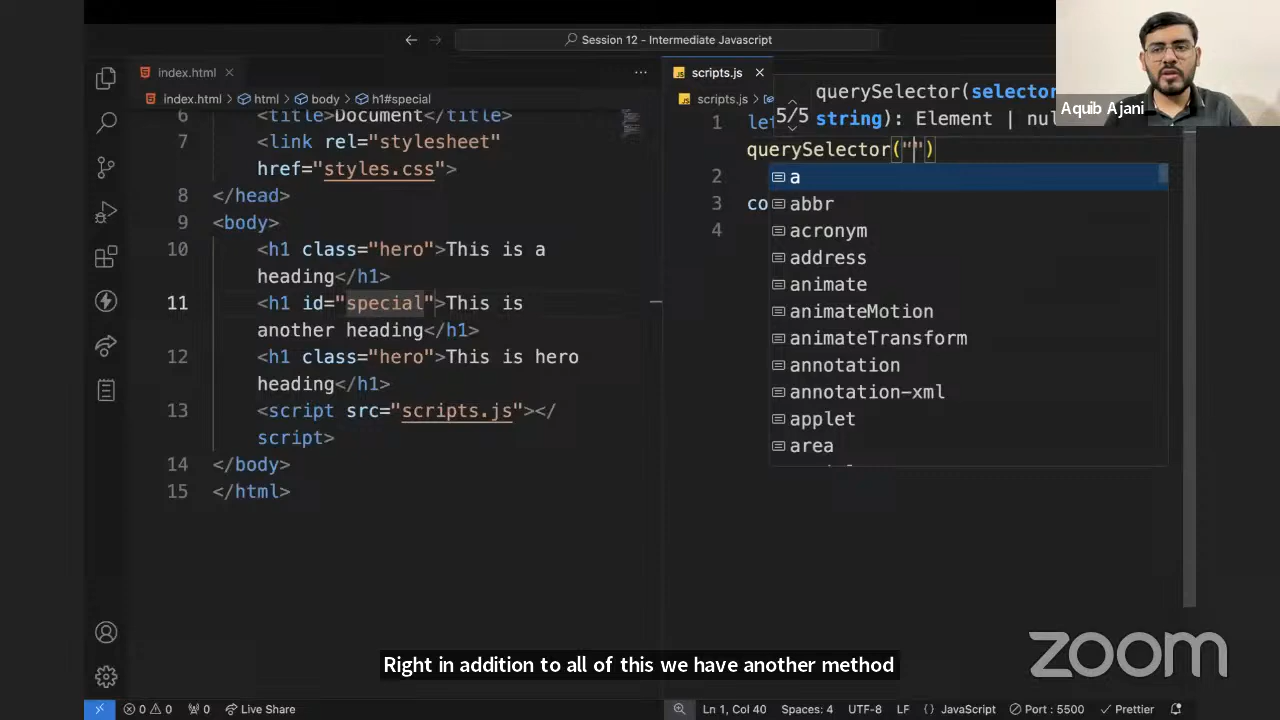 Session 12 - Intermediate Javascript
index.html
index.html > html > body > h1#special
6 <title>Document</title>
7 <link rel="stylesheet"
href="styles.css">
8 </head>
9 <body>
10 <h1 class="hero">This is a
heading</h1>
11 <h1 id="special">This is
another heading</h1>
12 <h1 class="hero">This is hero
heading</h1>
13 <script src="scripts.js"></
script>
14 </body>
15 </html>
scripts.js
scripts.js >
querySelector(selector
5/5
string): Element |
1 let
querySelector("")
2
3 co
4
a
abbr
acronym
address
animate
animateMotion
animateTransform
annotation
annotation-xml
applet
area
Aquib Ajani
Right in addition to all of this we have another method
zoom
0 0 0 Live Share
Ln 1, Col 40 Spaces: 4 UTF-8 LF {} JavaScript Port : 5500 Prettier